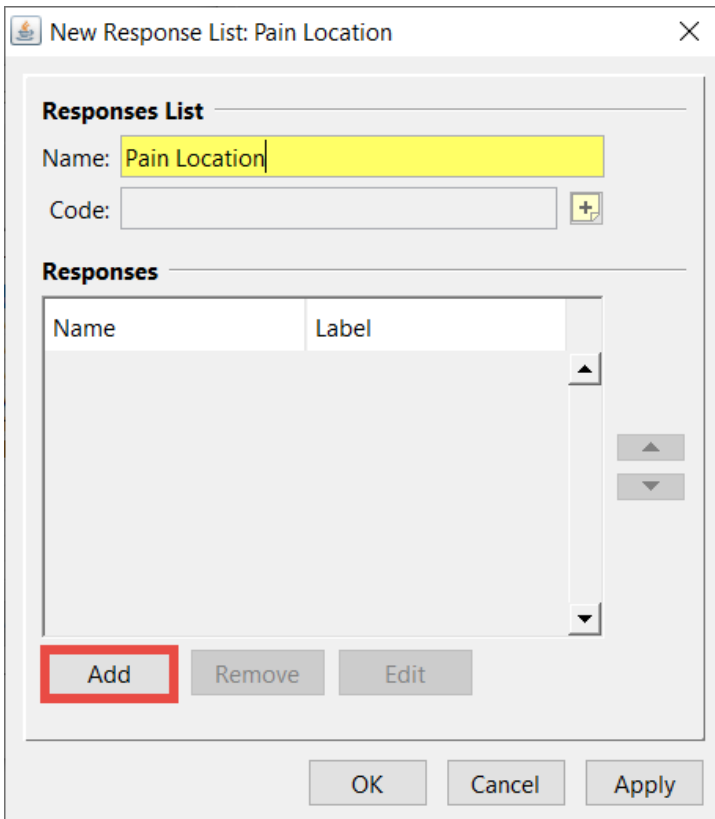 New Response List: Pain Location
Responses List
Name: Pain Location
Code:
Responses
Name Label
Add Remove Edit
OK Cancel Apply